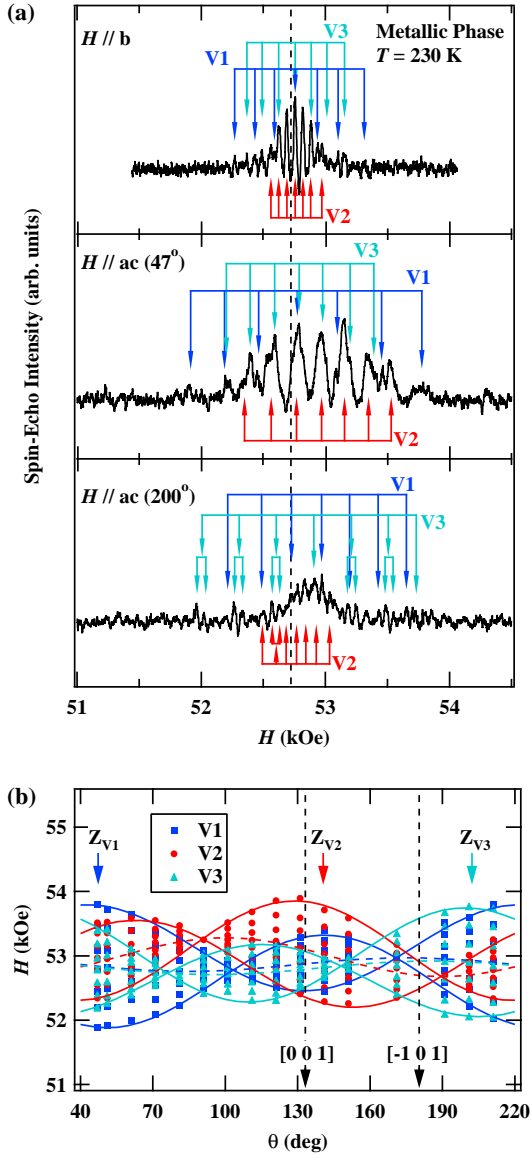 (a)
H // b
V3
Metallic Phase
V1
T = 230 K
V2
H // ac (47°)
V3
V1
V2
Spin-Echo Intensity (arb. units)
H // ac (200°)
V1
V3
V2
51 52 53 54
H (kOe)
(b)
55
54
53
52
51
H (kOe)
Z_V1
V1
V2
V3
Z_V2
Z_V3
[0 0 1]
[-1 0 1]
40 70 100 130 160 190 220
θ (deg)